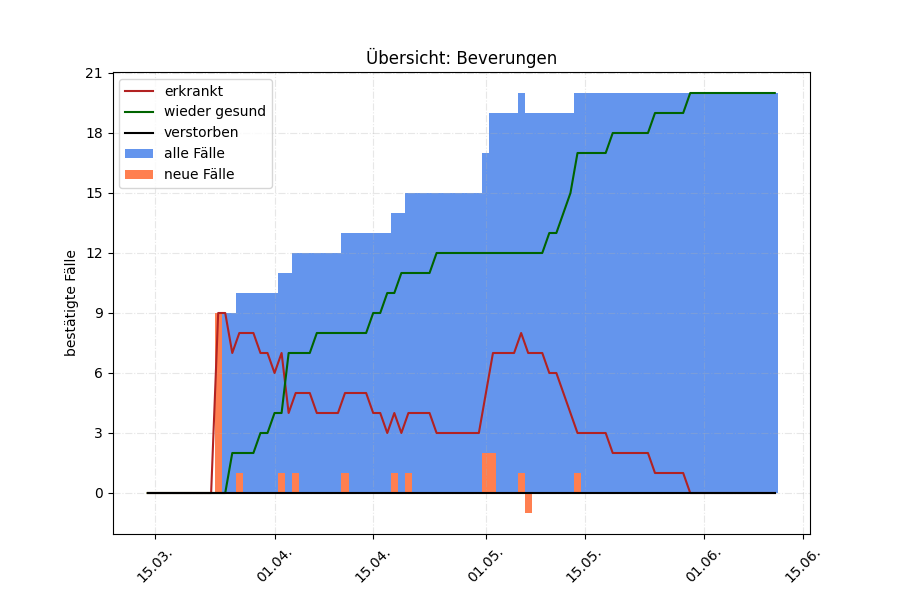 Übersicht: Beverungen
erkrankt
wieder gesund
verstorben
alle Fälle
neue Fälle
bestätigte Fälle
21
18
15
12
9
6
3
0
15.03.
01.04.
15.04.
01.05.
15.05.
01.06.
15.06.